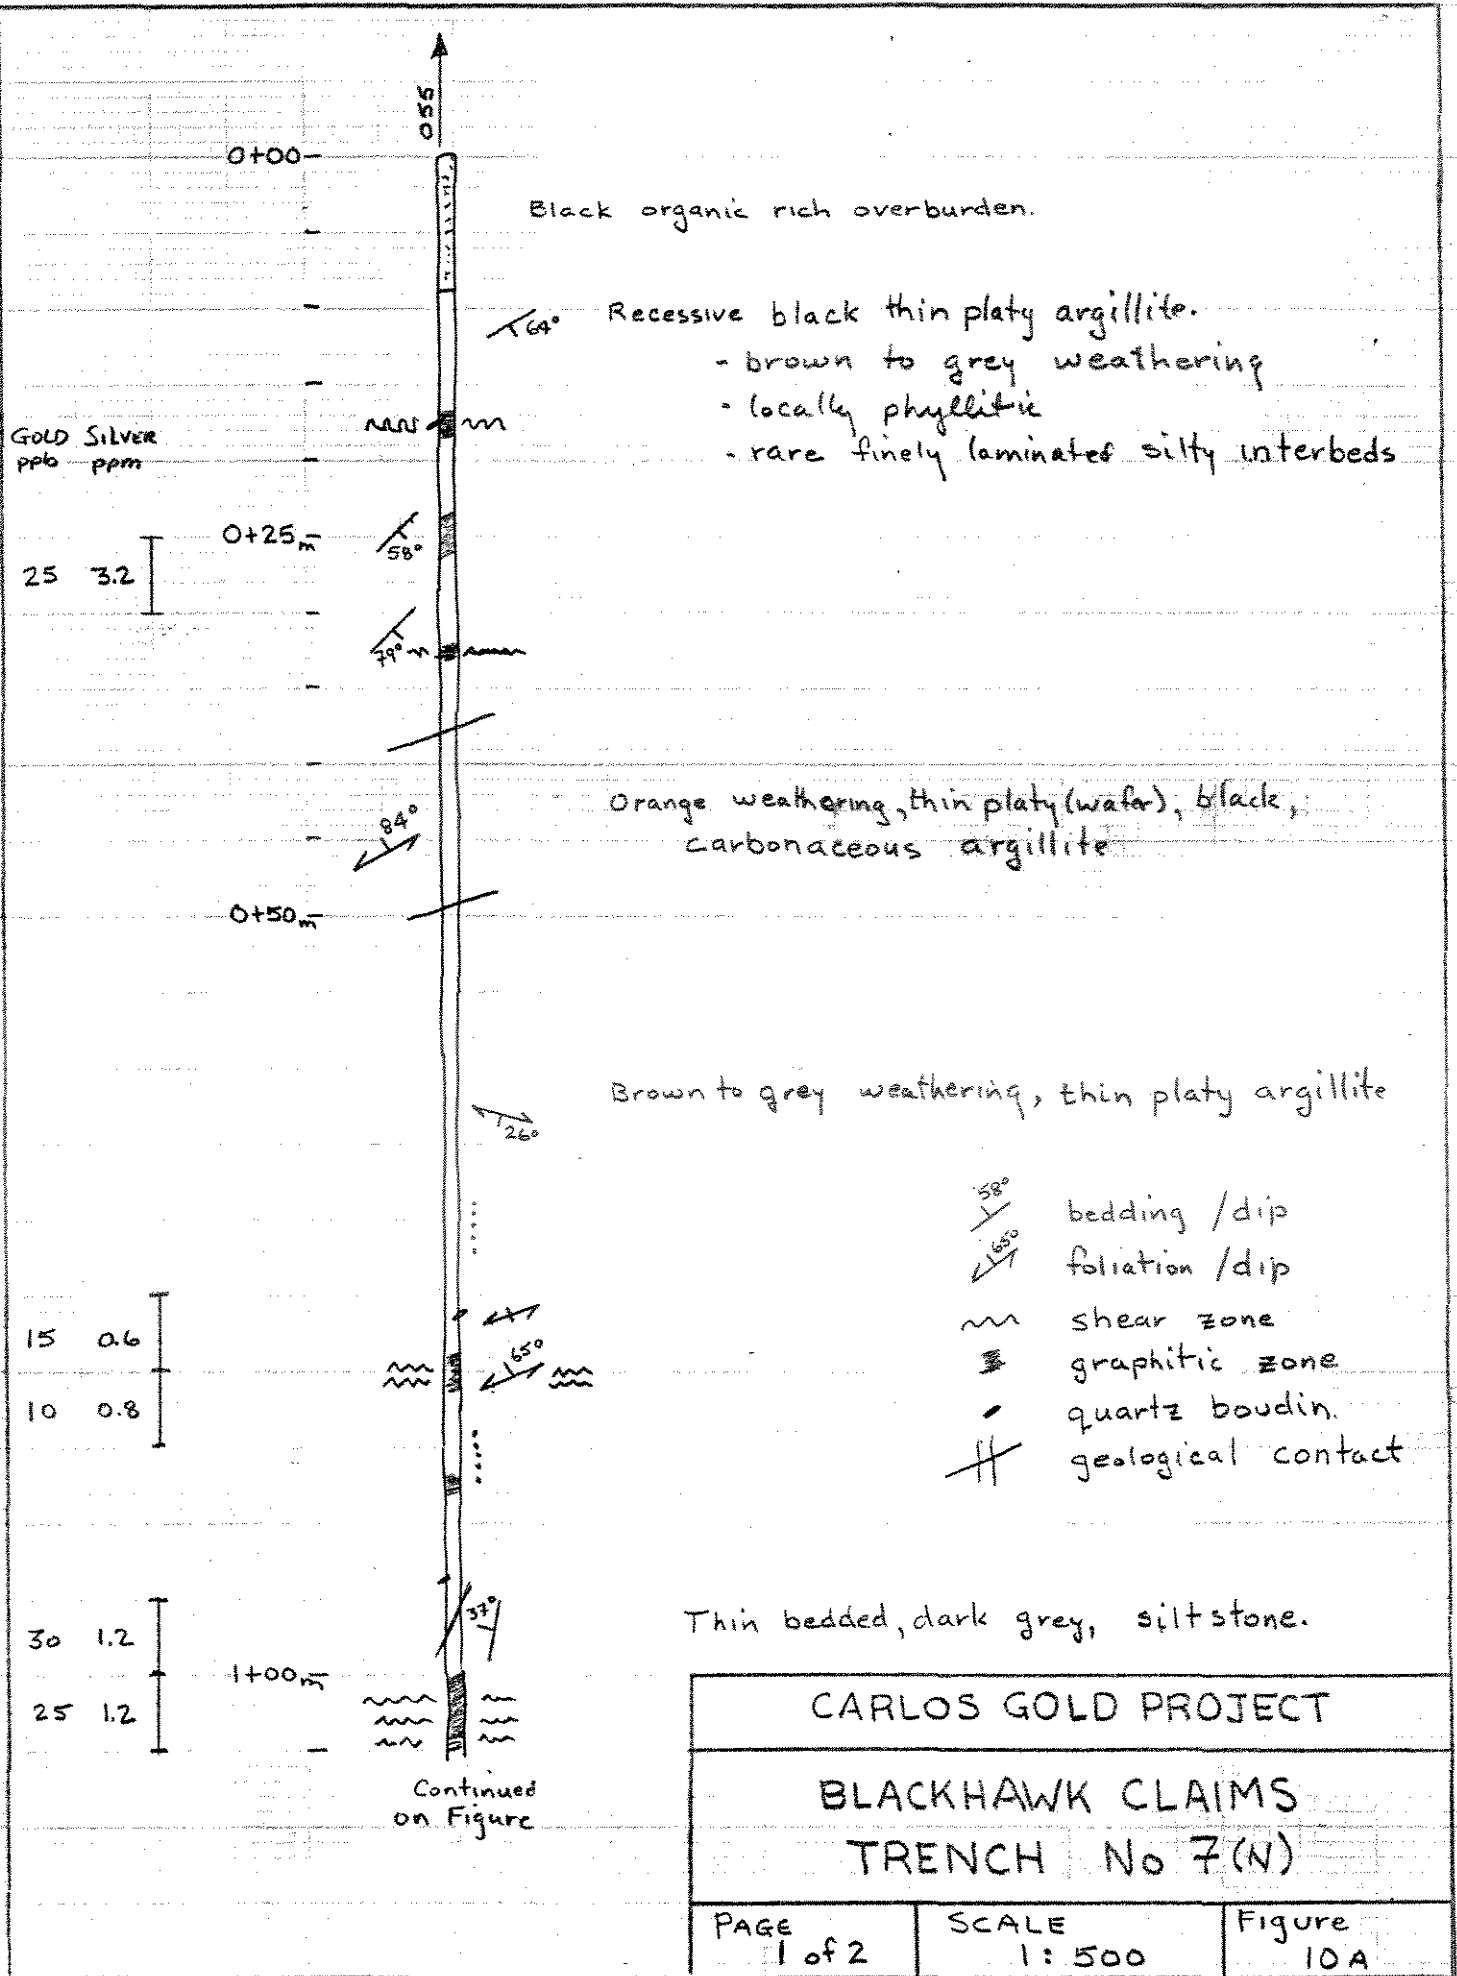 055
0+00
Black organic rich overburden.
64°
Recessive black thin platy argillite.
- brown to grey weathering
- locally phyllitic
- rare finely laminated silty interbeds
GOLD SILVER
ppb ppm
0+25m
58°
25 3.2
79°
Orange weathering, thin platy (wafer), black,
carbonaceous argillite
84°
0+50m
Brown to grey weathering, thin platy argillite
26°
58° bedding /dip
65° foliation /dip
shear zone
graphitic zone
quartz boudin.
geological contact
15 0.6
65°
10 0.8
37°
Thin bedded, dark grey, siltstone.
30 1.2
1+00m
25 1.2
Continued
on Figure
CARLOS GOLD PROJECT
BLACKHAWK CLAIMS
TRENCH No 7(N)
PAGE
1 of 2
SCALE
1: 500
Figure
10A